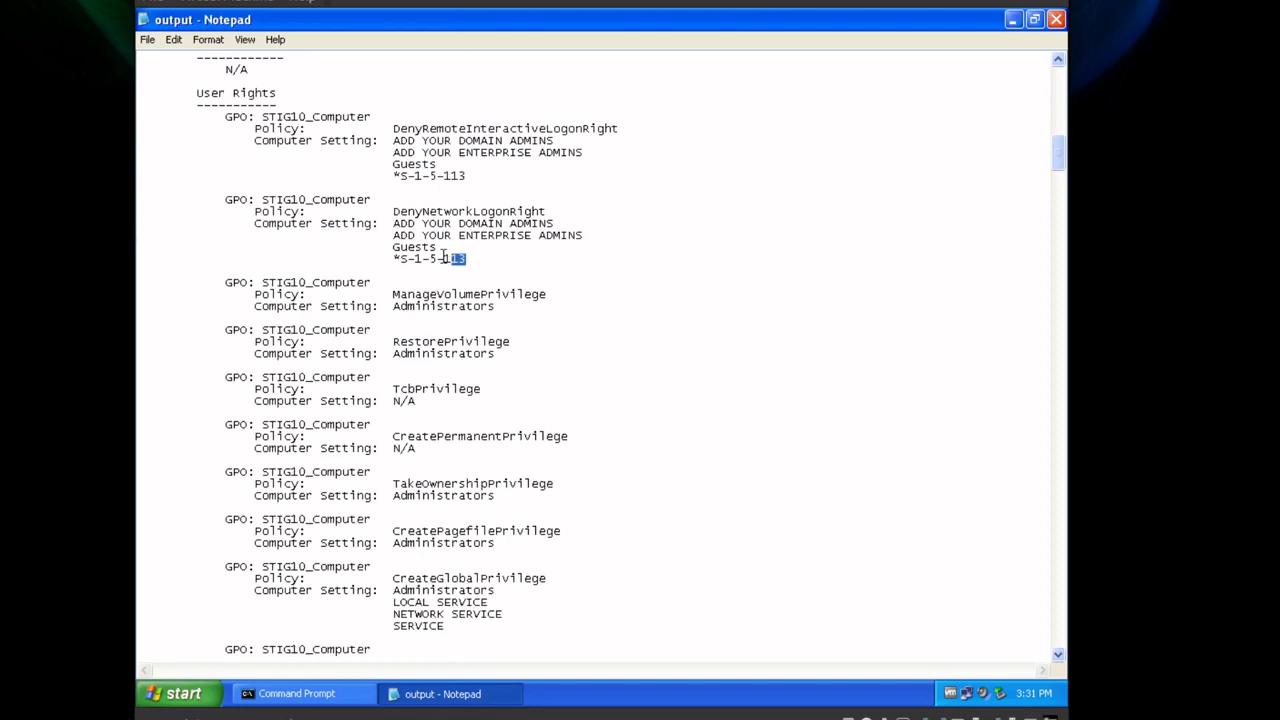 output - Notepad
File Edit Format View Help
------------
N/A
User Rights
-----------
GPO: STIG10_Computer
Policy: DenyRemoteInteractiveLogonRight
Computer Setting: ADD YOUR DOMAIN ADMINS
ADD YOUR ENTERPRISE ADMINS
Guests
*S-1-5-113
GPO: STIG10_Computer
Policy: DenyNetworkLogonRight
Computer Setting: ADD YOUR DOMAIN ADMINS
ADD YOUR ENTERPRISE ADMINS
Guests
*S-1-5-113
GPO: STIG10_Computer
Policy: ManageVolumePrivilege
Computer Setting: Administrators
GPO: STIG10_Computer
Policy: RestorePrivilege
Computer Setting: Administrators
GPO: STIG10_Computer
Policy: TcbPrivilege
Computer Setting: N/A
GPO: STIG10_Computer
Policy: CreatePermanentPrivilege
Computer Setting: N/A
GPO: STIG10_Computer
Policy: TakeOwnershipPrivilege
Computer Setting: Administrators
GPO: STIG10_Computer
Policy: CreatePagefilePrivilege
Computer Setting: Administrators
GPO: STIG10_Computer
Policy: CreateGlobalPrivilege
Computer Setting: Administrators
LOCAL SERVICE
NETWORK SERVICE
SERVICE
GPO: STIG10_Computer
start Command Prompt output - Notepad 3:31 PM